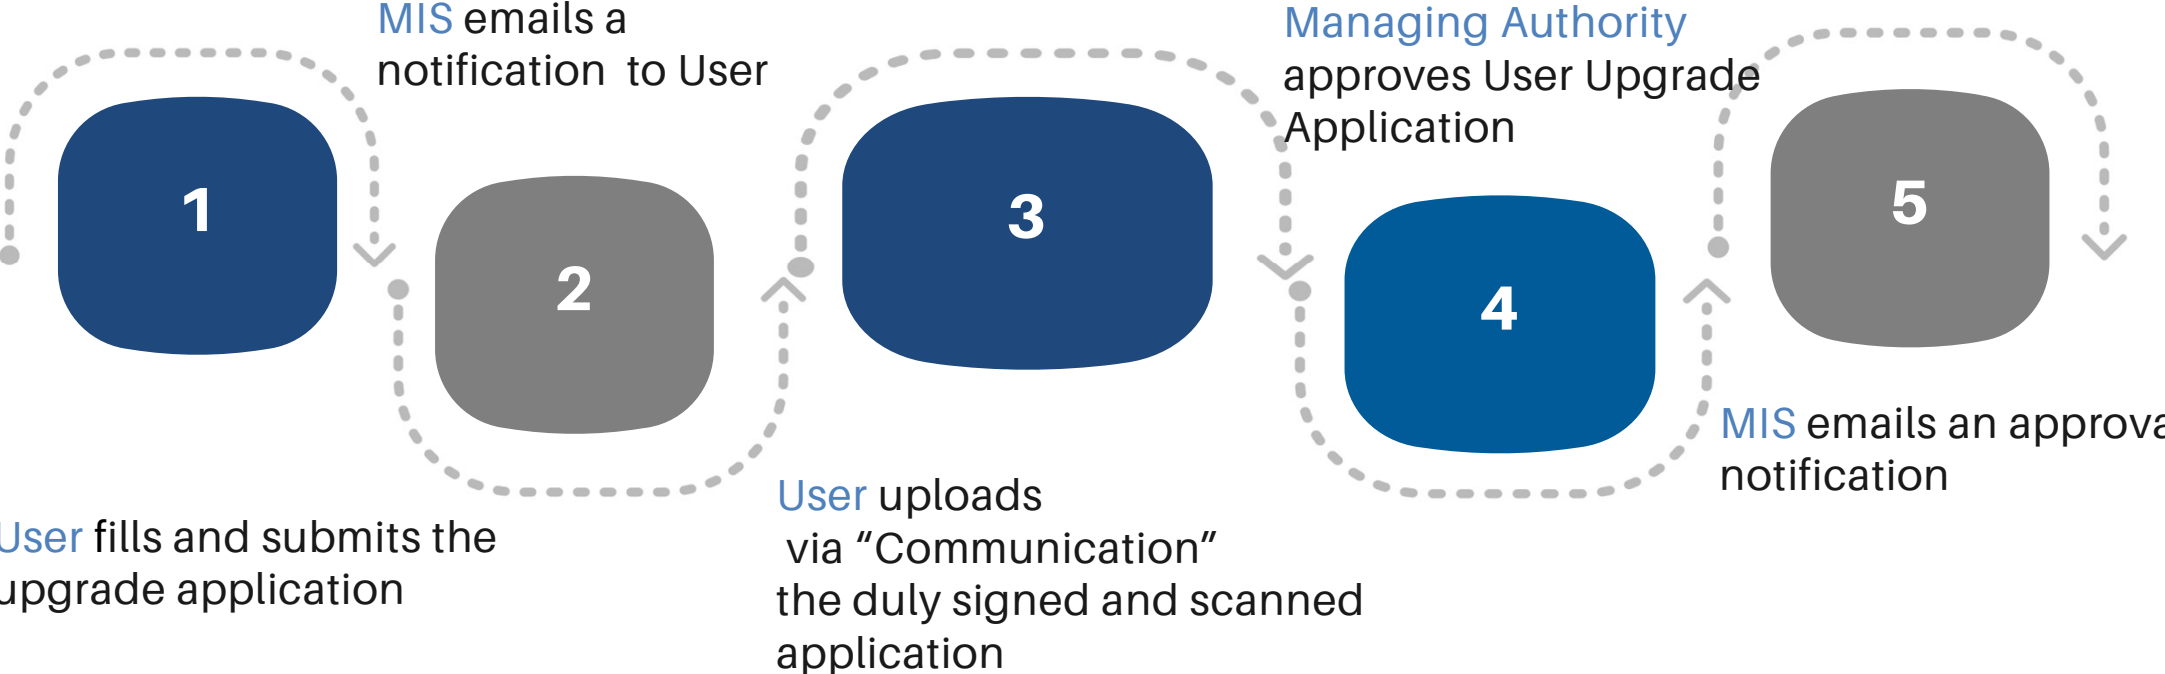 MIS emails a
notification to User
Managing Authority
approves User Upgrade
Application
1
2
3
4
5
User fills and submits the
upgrade application
User uploads
via “Communication”
the duly signed and scanned
application
MIS emails an approva
notification